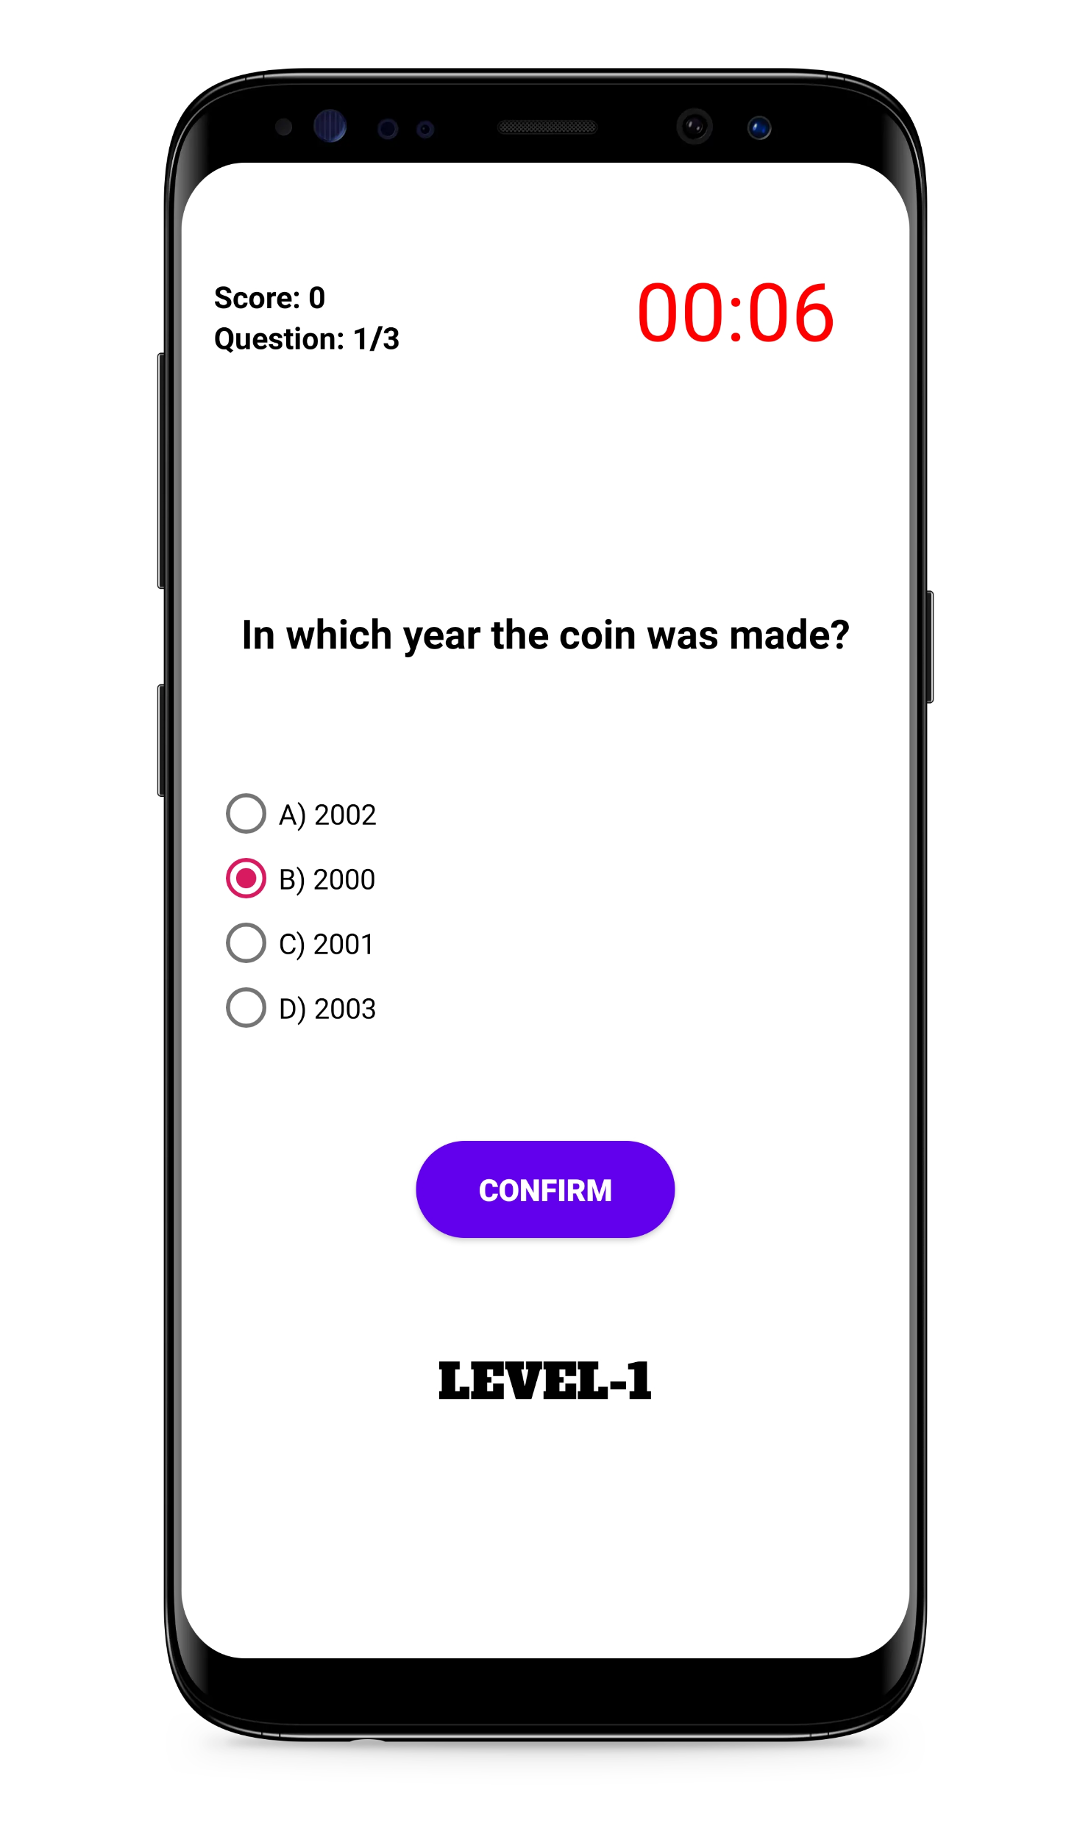 Score: 0
Question: 1/3
00:06
In which year the coin was made?
A) 2002
B) 2000
C) 2001
D) 2003
CONFIRM
LEVEL-1